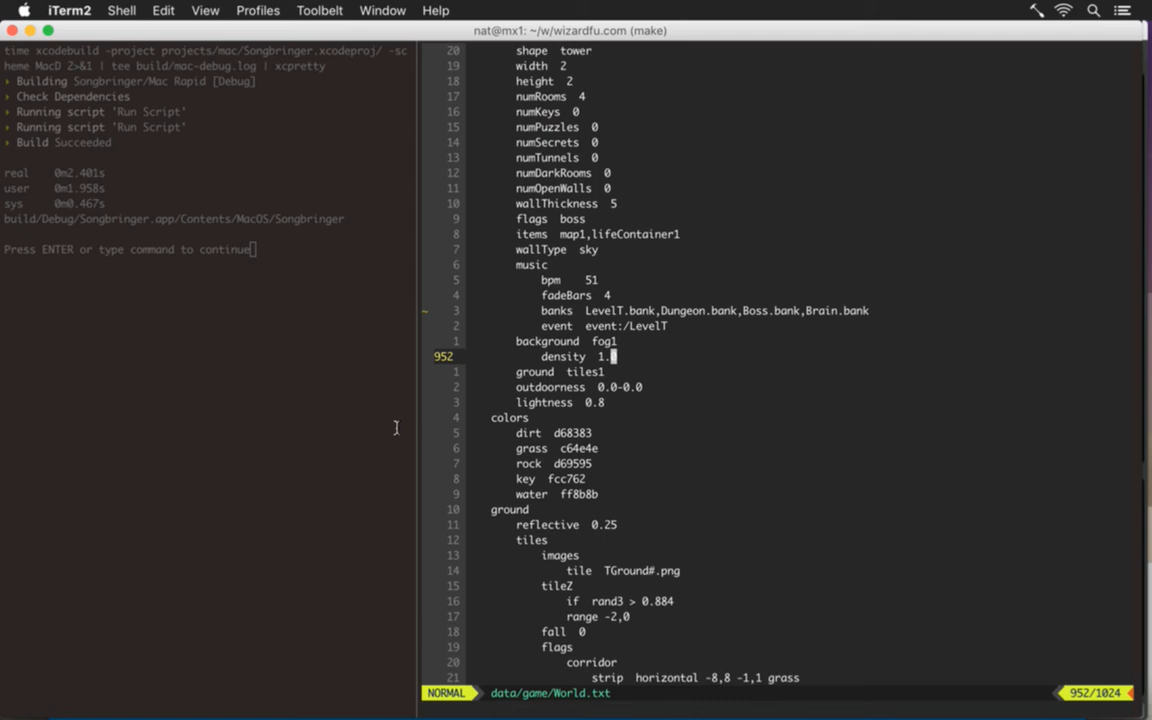 iTerm2 Shell Edit View Profiles Toolbelt Window Help
nat@mx1: ~/w/wizardfu.com (make)
time xcodebuild -project projects/mac/Songbringer.xcodeproj/ -sc
heme MacD 2>&1 | tee build/mac-debug.log | xcpretty
› Building Songbringer/Mac Rapid [Debug]
› Check Dependencies
› Running script 'Run Script'
› Running script 'Run Script'
› Build Succeeded
real 0m2.401s
user 0m1.958s
sys 0m0.467s
build/Debug/Songbringer.app/Contents/MacOS/Songbringer
Press ENTER or type command to continue
20 shape tower
19 width 2
18 height 2
17 numRooms 4
16 numKeys 0
15 numPuzzles 0
14 numSecrets 0
13 numTunnels 0
12 numDarkRooms 0
11 numOpenWalls 0
10 wallThickness 5
9 flags boss
8 items map1,lifeContainer1
7 wallType sky
6 music
5 bpm 51
4 fadeBars 4
~ 3 banks LevelT.bank,Dungeon.bank,Boss.bank,Brain.bank
2 event event:/LevelT
1 background fog1
952 density 1.0
1 ground tiles1
2 outdoorness 0.0-0.0
3 lightness 0.8
4 colors
5 dirt d68383
6 grass c64e4e
7 rock d69595
8 key fcc762
9 water ff8b8b
10 ground
11 reflective 0.25
12 tiles
13 images
14 tile TGround#.png
15 tileZ
16 if rand3 > 0.884
17 range -2,0
18 fall 0
19 flags
20 corridor
21 strip horizontal -8,8 -1,1 grass
NORMAL data/game/World.txt 952/1024